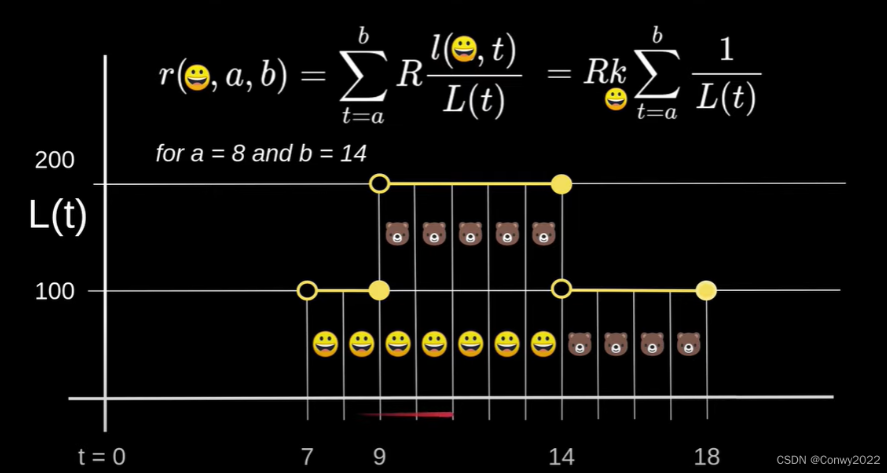 r(😀, a, b) = \sum_{t=a}^{b} R \frac{l(😀, t)}{L(t)} = Rk_{😀} \sum_{t=a}^{b} \frac{1}{L(t)}
for a = 8 and b = 14
200
L(t)
100
t = 0 7 9 14 18
CSDN @Conwy2022